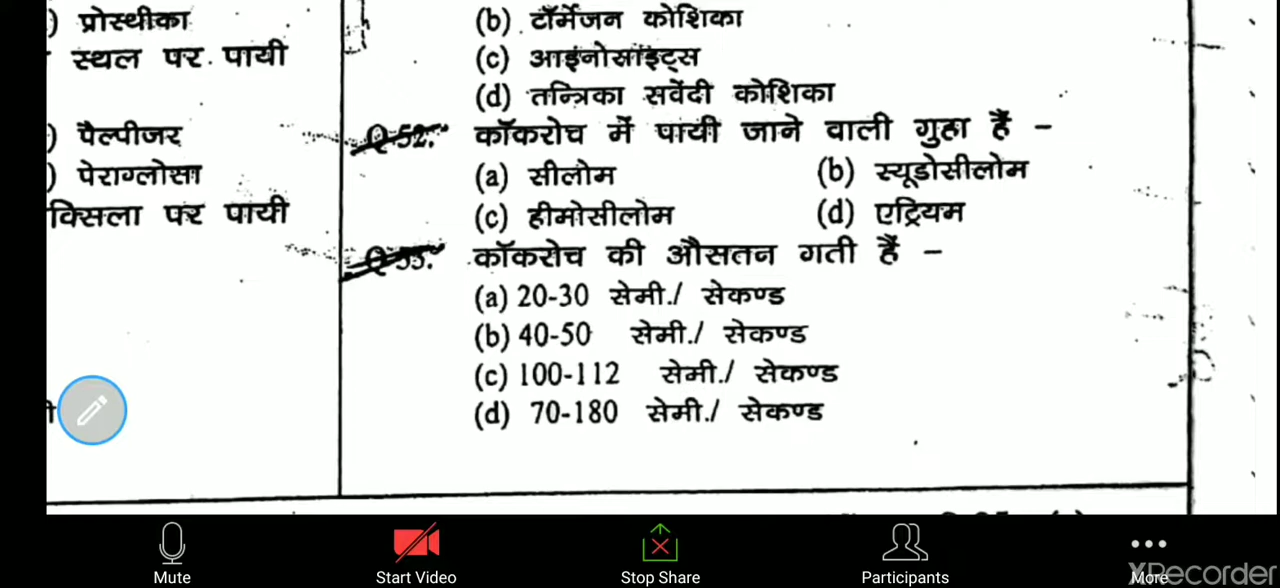 ) प्रोस्थीका
स्थल पर पायी
) पैल्पीजर
) पेराग्लोसा
क्सिला पर पायी
(b) टॉर्मेजन कोशिका
(c) आइनोसाइट्स
(d) तन्त्रिका सवेंदी कोशिका
Q.52. कॉकरोच में पायी जाने वाली गुहा हैं –
(a) सीलोम (b) स्यूडोसीलोम
(c) हीमोसीलोम (d) एट्रियम
Q.53. कॉकरोच की औसतन गती हैं –
(a) 20-30 सेमी./ सेकण्ड
(b) 40-50 सेमी./ सेकण्ड
(c) 100-112 सेमी./ सेकण्ड
(d) 70-180 सेमी./ सेकण्ड
Mute Start Video Stop Share Participants More
XRecorder